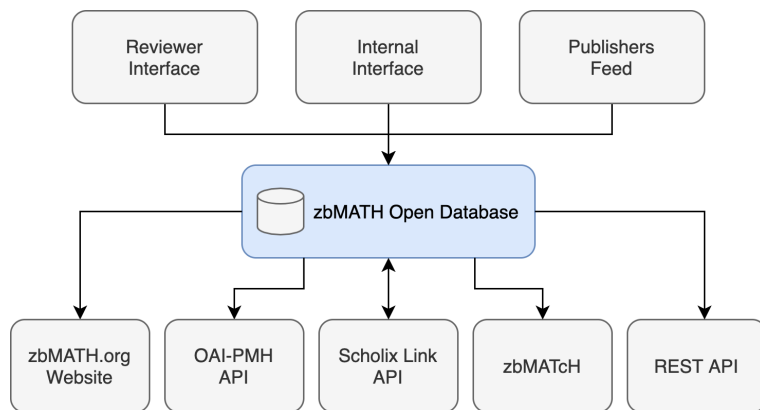 Reviewer
Interface
Internal
Interface
Publishers
Feed
zbMATH Open Database
zbMATH.org
Website
OAI-PMH
API
Scholix Link
API
zbMATcH
REST API